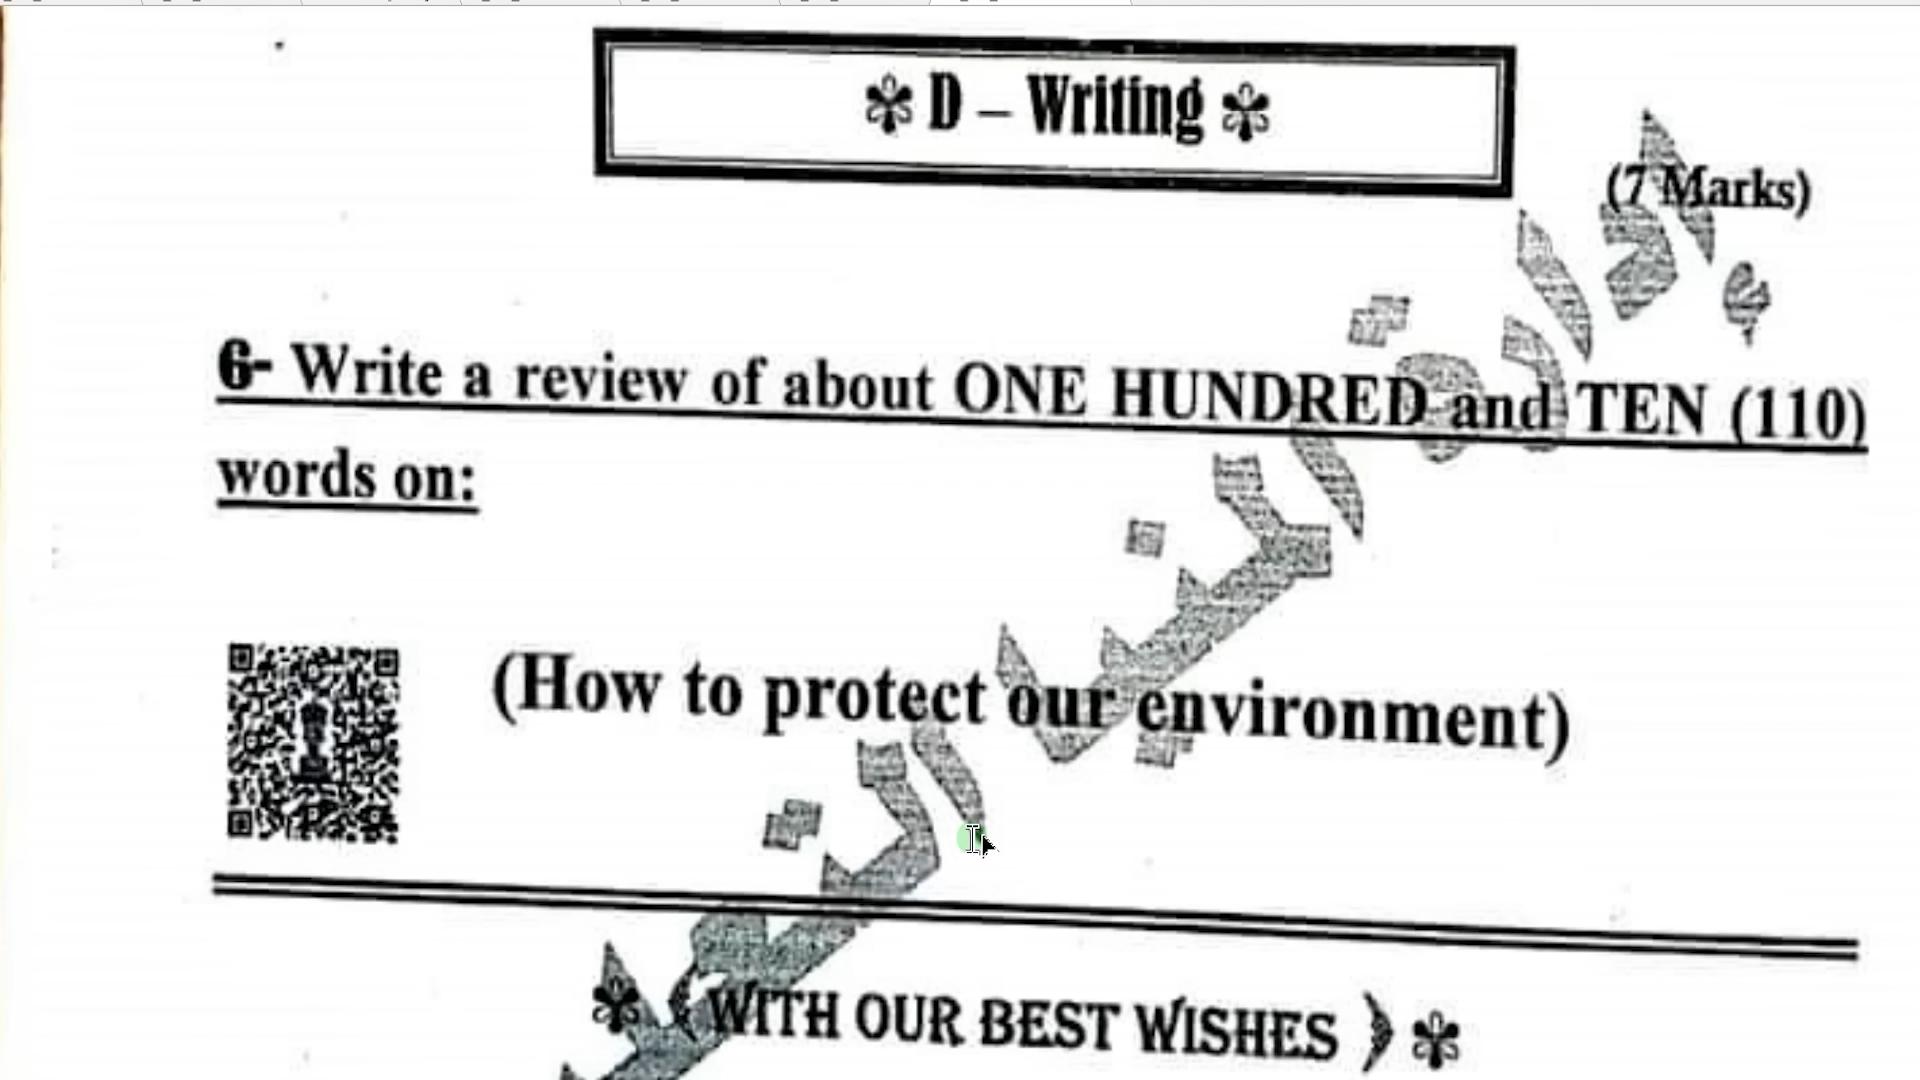 D – Writing
(7 Marks)
6- Write a review of about ONE HUNDRED and TEN (110)
words on:
(How to protect our environment)
WITH OUR BEST WISHES